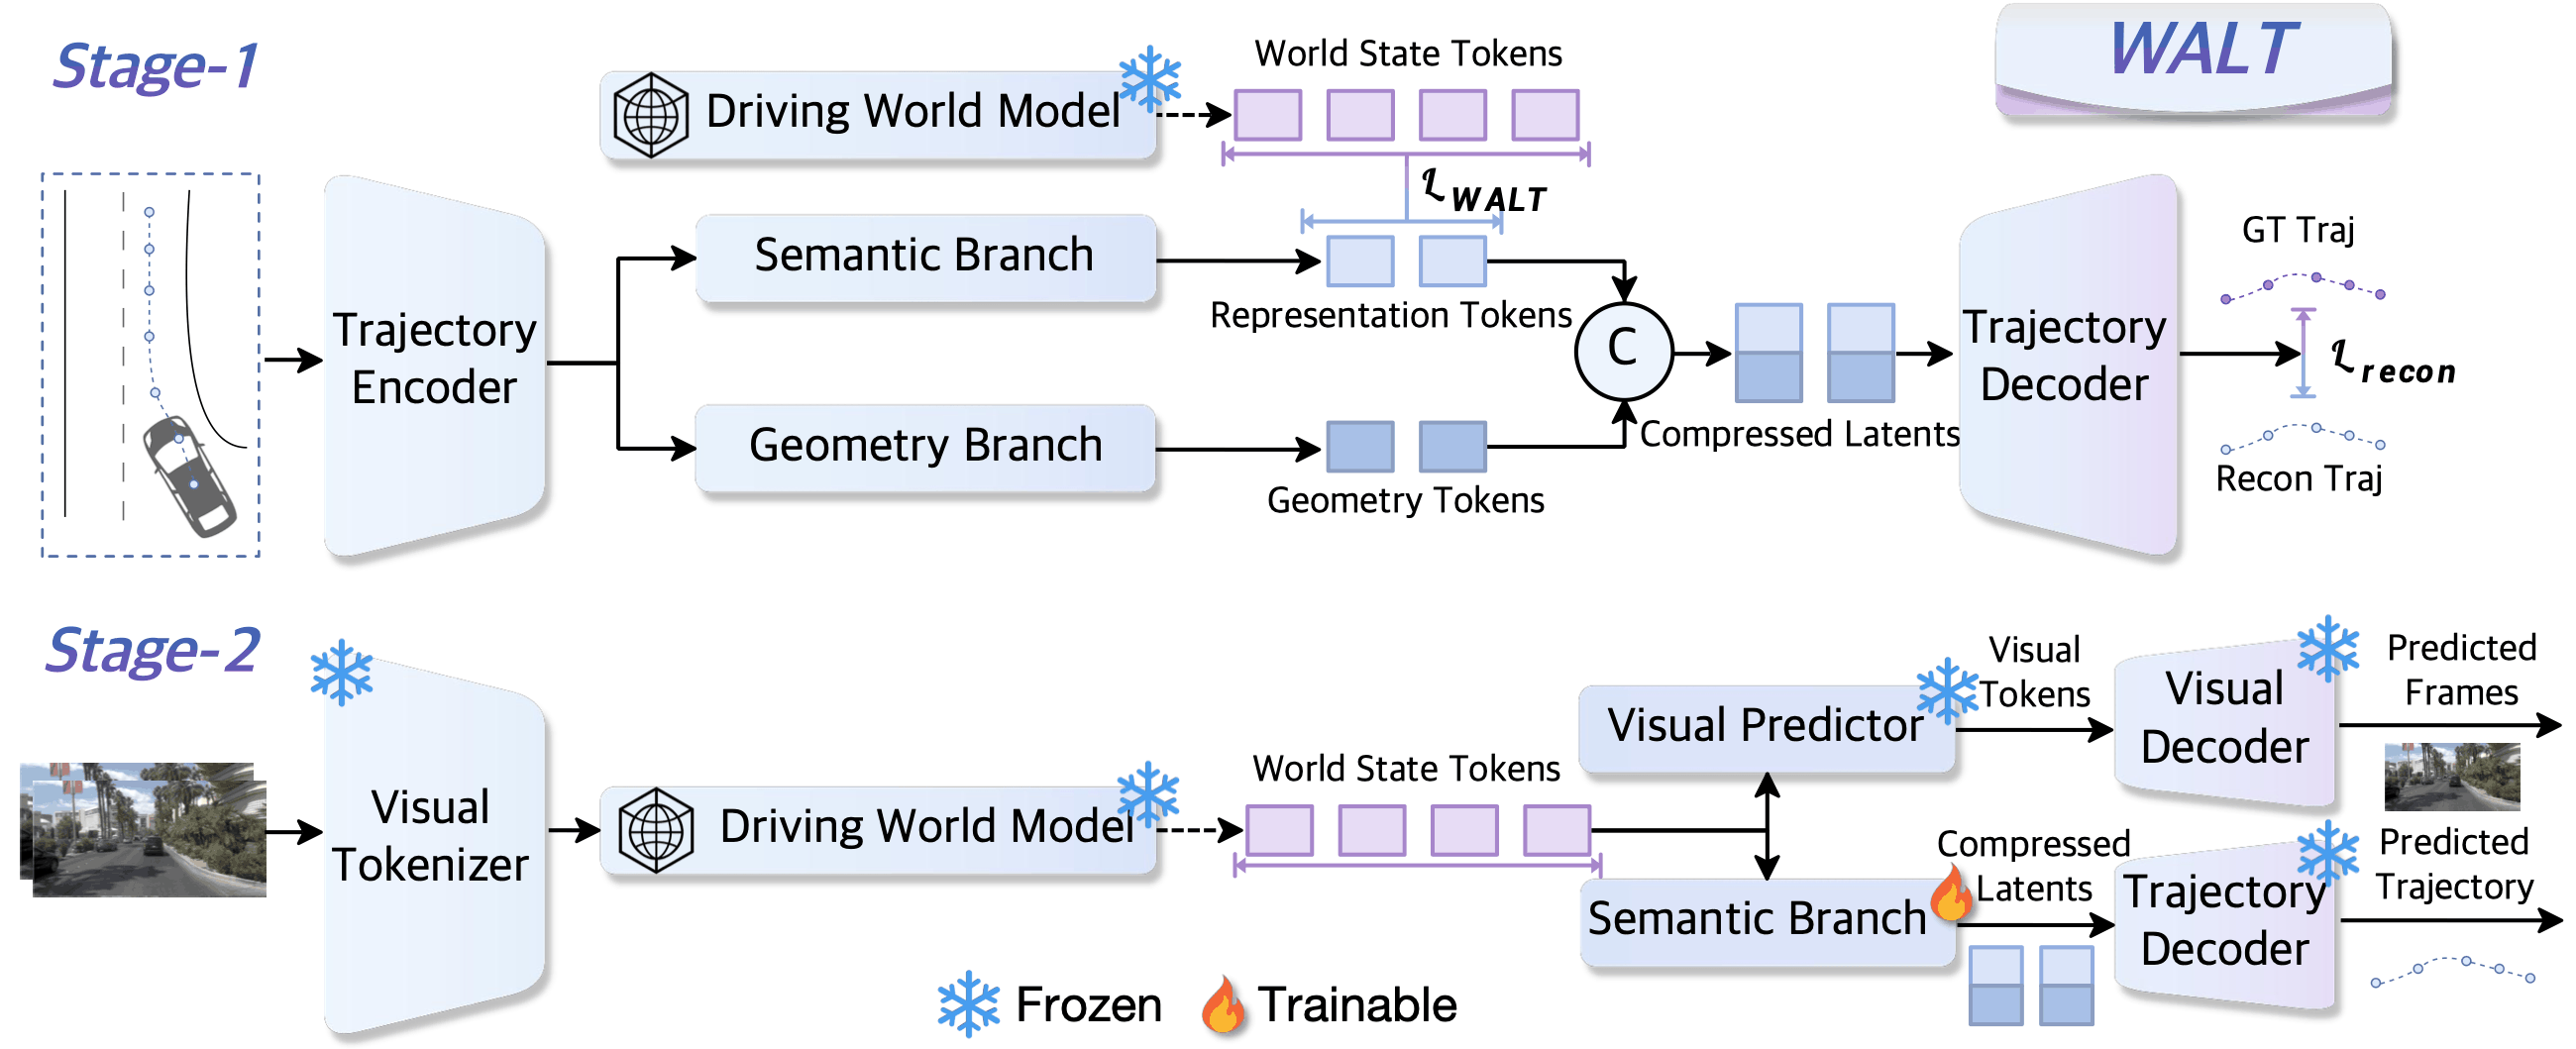 Stage-1
WALT
Driving World Model
World State Tokens
ℒ WALT
Semantic Branch
Representation Tokens
Trajectory
Encoder
C
Compressed Latents
Geometry Branch
Geometry Tokens
Trajectory
Decoder
GT Traj
ℒ recon
Recon Traj
Stage-2
Visual
Tokenizer
Driving World Model
World State Tokens
Visual Predictor
Visual
Tokens
Visual
Decoder
Predicted
Frames
Semantic Branch
Compressed
Latents
Trajectory
Decoder
Predicted
Trajectory
Frozen
Trainable